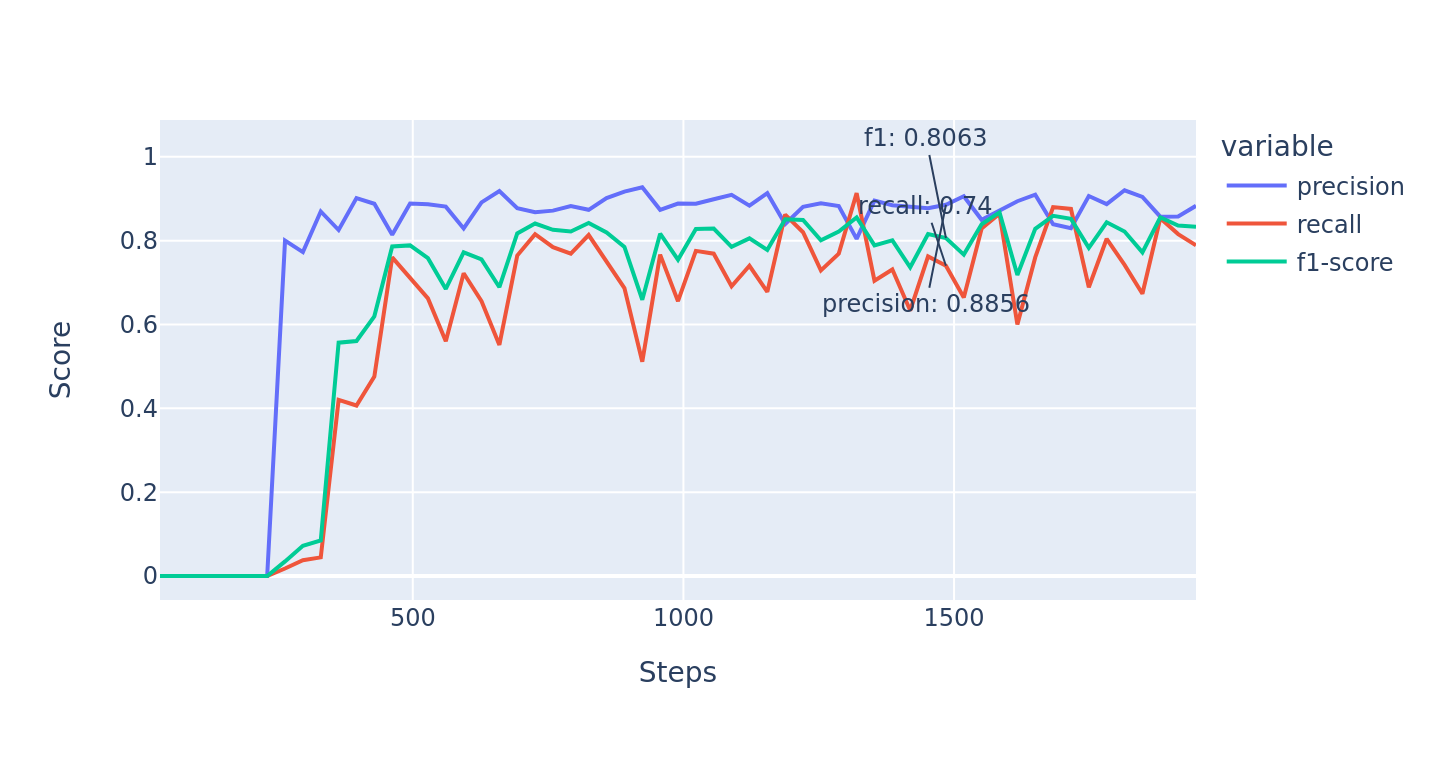 f1: 0.8063
recall: 0.74
precision: 0.8856
1
0.8
0.6
0.4
0.2
0
500
1000
1500
Steps
Score
variable
precision
recall
f1-score